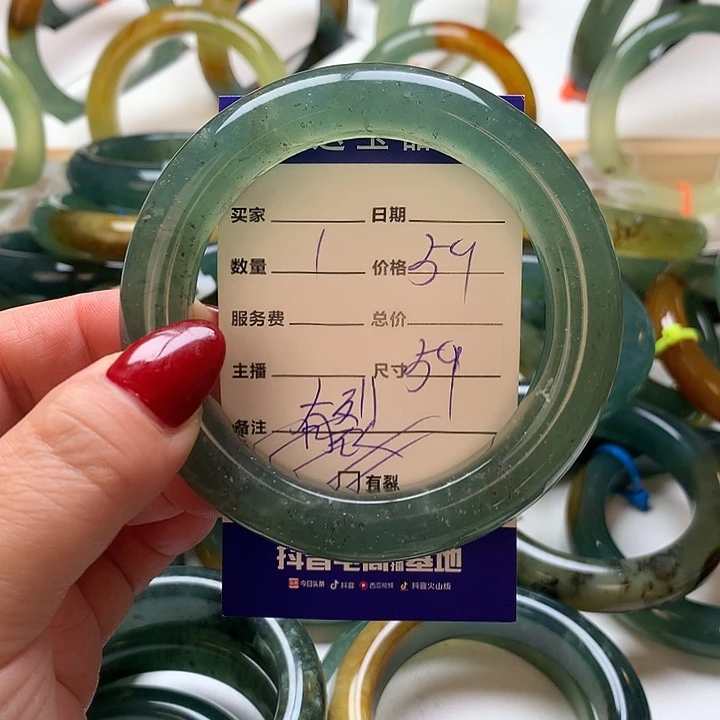 买家 日期
数量 1 价格 59
服务费 总价
主播 尺寸 59
备注 有裂
有裂
抖音电商直播基地
今日头条 抖音 西瓜视频 抖音火山版